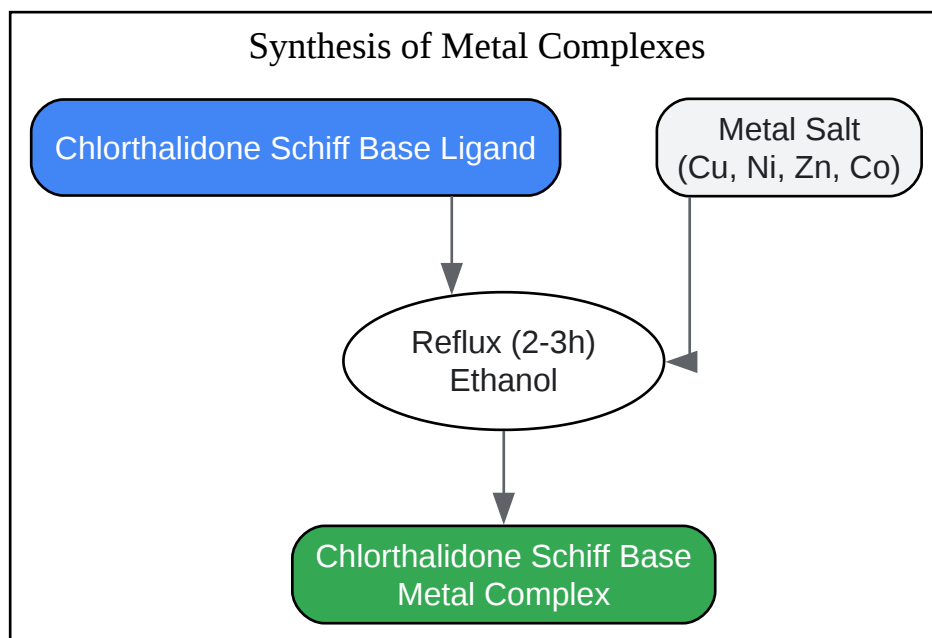 Synthesis of Metal Complexes
Chlorthalidone Schiff Base Ligand
Metal Salt
(Cu, Ni, Zn, Co)
Reflux (2-3h)
Ethanol
Chlorthalidone Schiff Base
Metal Complex